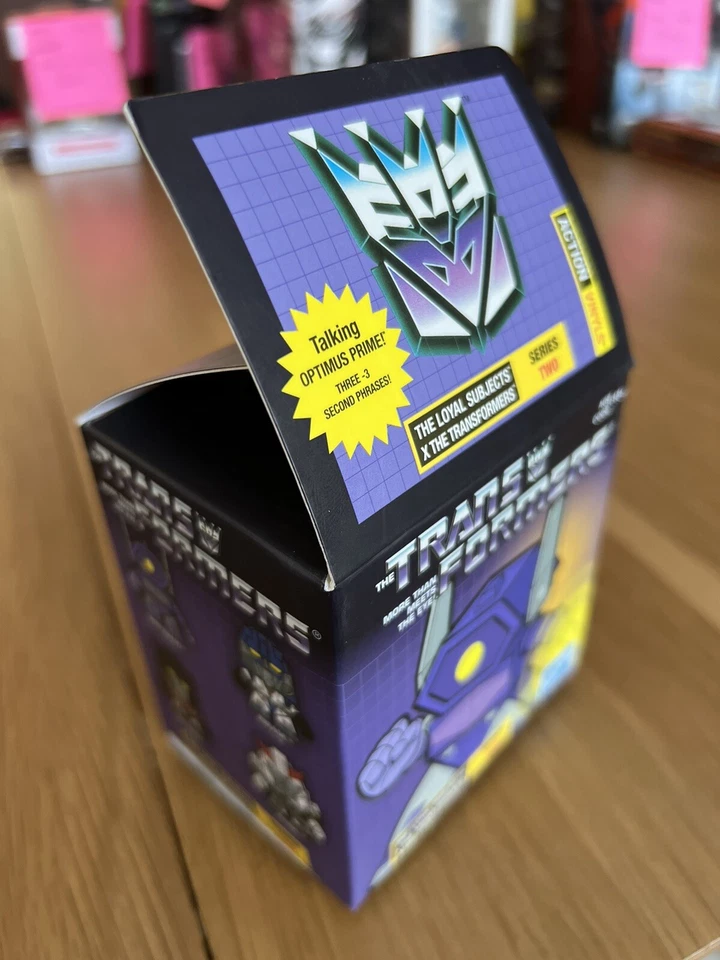 Talking
OPTIMUS PRIME!
THREE -3
SECOND PHRASES!
ACTION VINYLS
THE LOYAL SUBJECTS
X THE TRANSFORMERS
SERIES
TWO
THE TRANSFORMERS
MORE THAN
MEETS
THE EYE!
TRANSFORMERS®